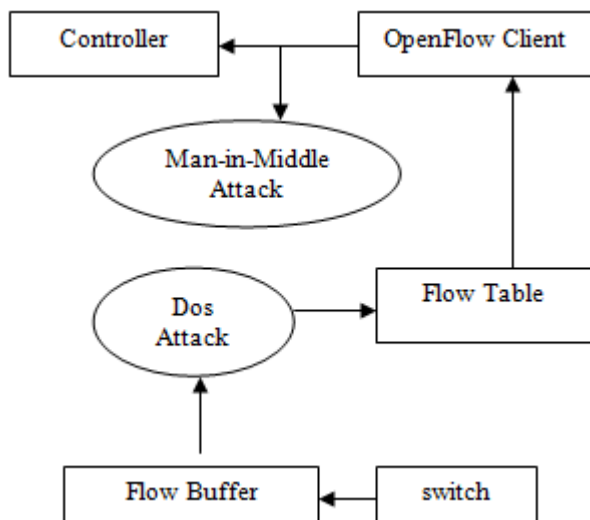 Controller
OpenFlow Client
Man-in-Middle
Attack
Dos
Attack
Flow Table
Flow Buffer
switch